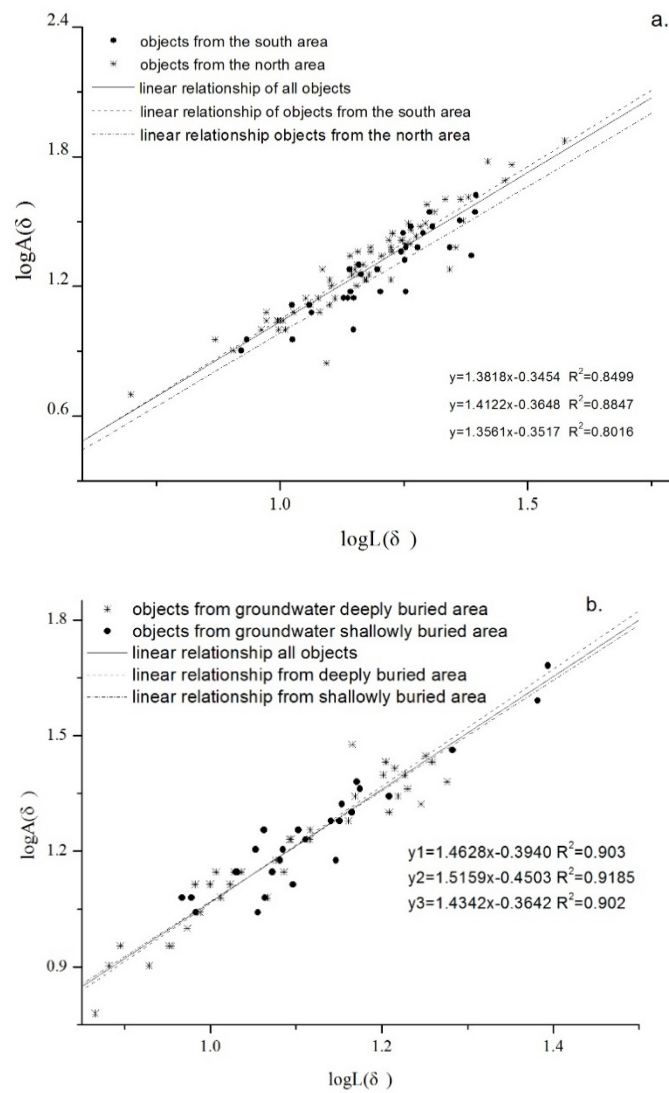 a.
2.4
objects from the south area
objects from the north area
linear relationship of all objects
linear relationship of objects from the south area
linear relationship objects from the north area
1.8
logA(δ )
1.2
y=1.3818x-0.3454 R²=0.8499
y=1.4122x-0.3648 R²=0.8847
y=1.3561x-0.3517 R²=0.8016
0.6
1.0
1.5
logL(δ )
b.
1.8
objects from groundwater deeply buried area
objects from groundwater shallowly buried area
linear relationship all objects
linear relationship from deeply buried area
linear relationship from shallowly buried area
1.5
logA(δ )
1.2
y1=1.4628x-0.3940 R²=0.903
y2=1.5159x-0.4503 R²=0.9185
y3=1.4342x-0.3642 R²=0.902
0.9
1.0
1.2
1.4
logL(δ )